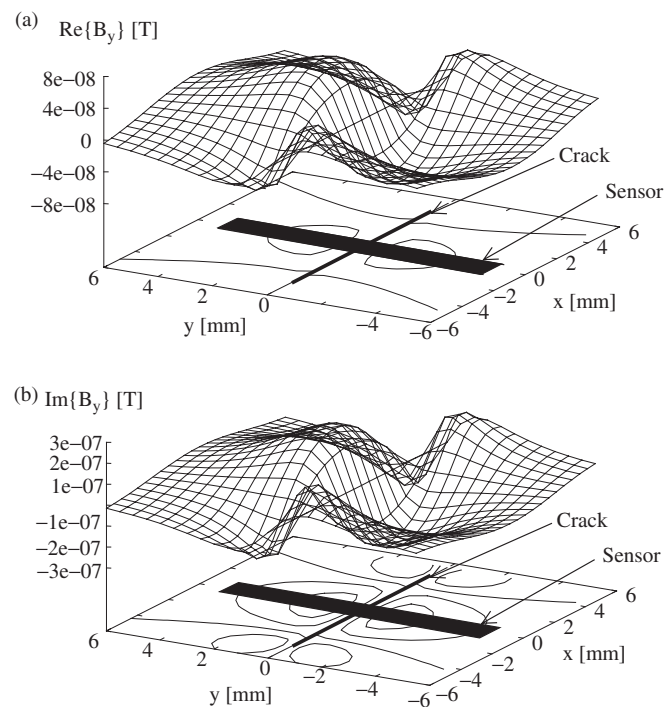 (a)
Re{B_y} [T]
8e−08
4e−08
0
−4e−08
−8e−08
Crack
Sensor
6
4
2
0
−4
−6
y [mm]
−6
−4
−2
0
2
4
6
x [mm]
(b)
Im{B_y} [T]
3e−07
2e−07
1e−07
−1e−07
−2e−07
−3e−07
Crack
Sensor
6
4
2
0
−2
−4
−6
y [mm]
−6
−4
−2
0
2
4
6
x [mm]